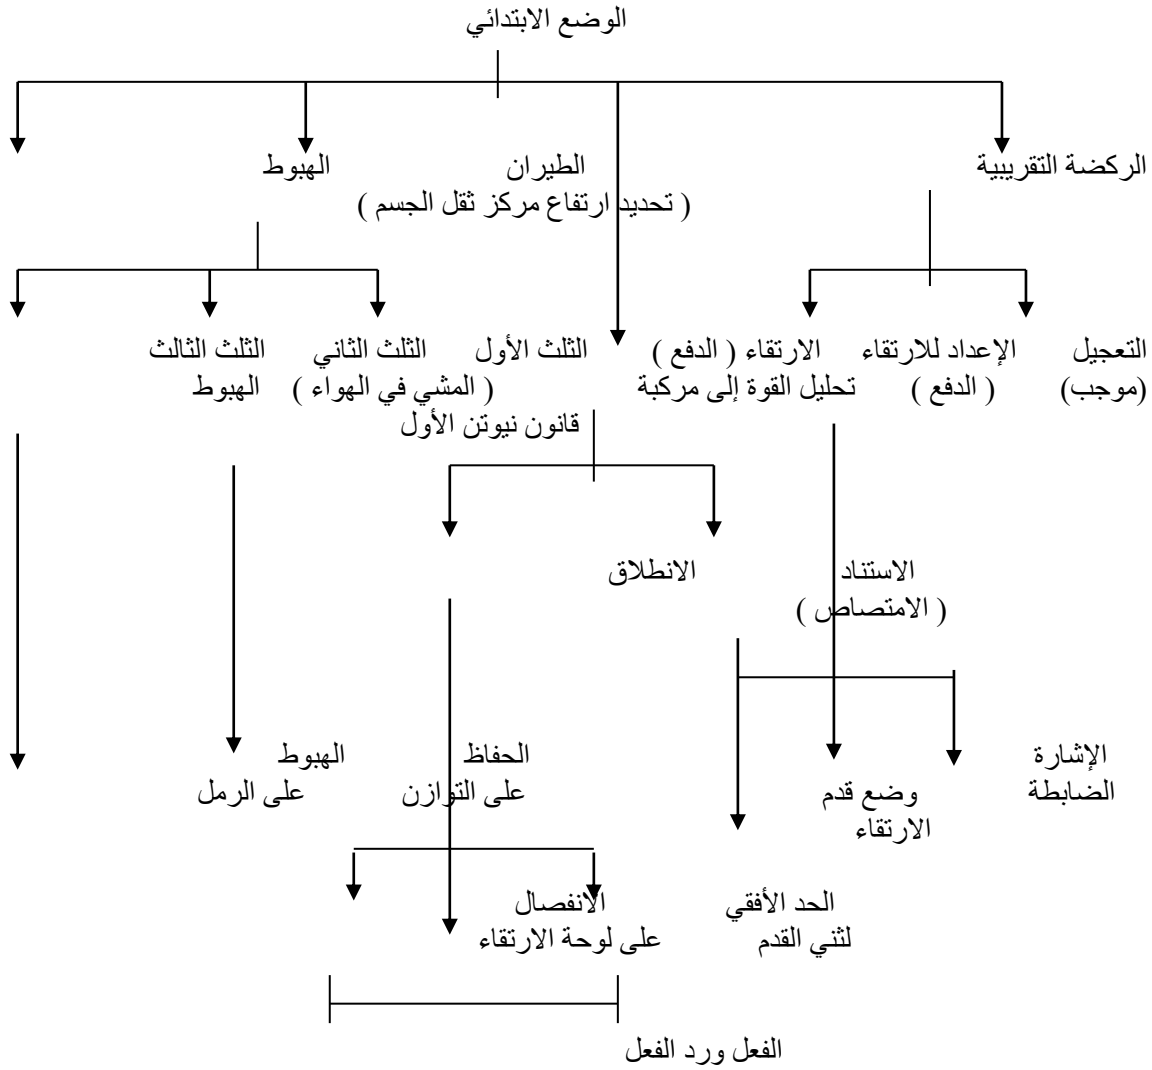 الوضع الابتدائي
الركضة التقريبية الطيران الهبوط
( تحديد ارتفاع مركز ثقل الجسم )
التعجيل الإعداد للارتقاء الارتقاء ( الدفع ) الثلث الأول الثلث الثاني الثلث الثالث
(موجب) ( الدفع ) تحليل القوة إلى مركبة ( المشي في الهواء ) الهبوط
قانون نيوتن الأول
الاستناد الانطلاق
( الامتصاص )
الإشارة الحفاظ الهبوط
الضابطة وضع قدم على التوازن على الرمل
الارتقاء
الحد الأفقي الانفصال
لثني القدم على لوحة الارتقاء
الفعل ورد الفعل